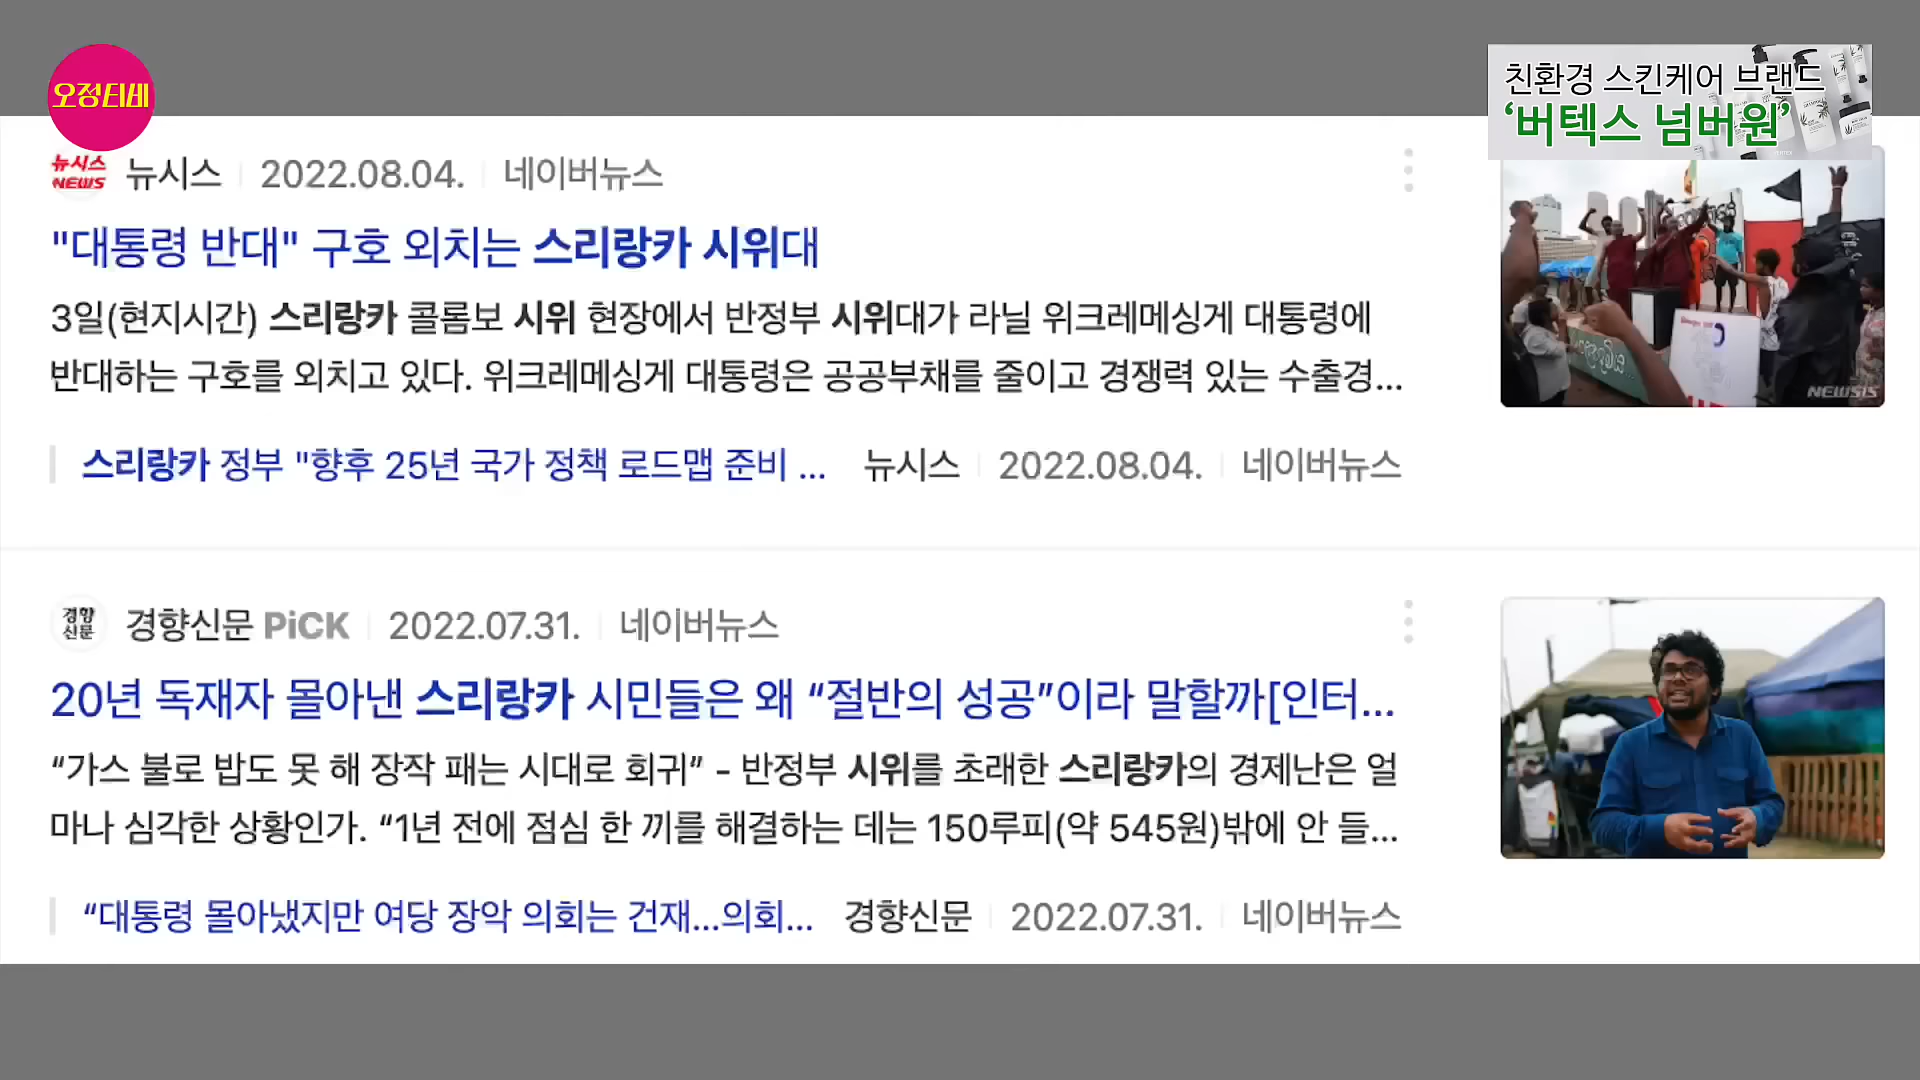 오정티비
친환경 스킨케어 브랜드
‘버텍스 넘버원’
뉴시스
NEWS
뉴시스 2022.08.04. 네이버뉴스
"대통령 반대" 구호 외치는 스리랑카 시위대
3일(현지시간) 스리랑카 콜롬보 시위 현장에서 반정부 시위대가 라닐 위크레메싱게 대통령에
반대하는 구호를 외치고 있다. 위크레메싱게 대통령은 공공부채를 줄이고 경쟁력 있는 수출경...
NEWSIS
스리랑카 정부 "향후 25년 국가 정책 로드맵 준비 ... 뉴시스 2022.08.04. 네이버뉴스
경향
신문
경향신문 PiCK 2022.07.31. 네이버뉴스
20년 독재자 몰아낸 스리랑카 시민들은 왜 “절반의 성공”이라 말할까[인터...
“가스 불로 밥도 못 해 장작 패는 시대로 회귀” - 반정부 시위를 초래한 스리랑카의 경제난은 얼
마나 심각한 상황인가. “1년 전에 점심 한 끼를 해결하는 데는 150루피(약 545원)밖에 안 들...
“대통령 몰아냈지만 여당 장악 의회는 건재...의회... 경향신문 2022.07.31. 네이버뉴스